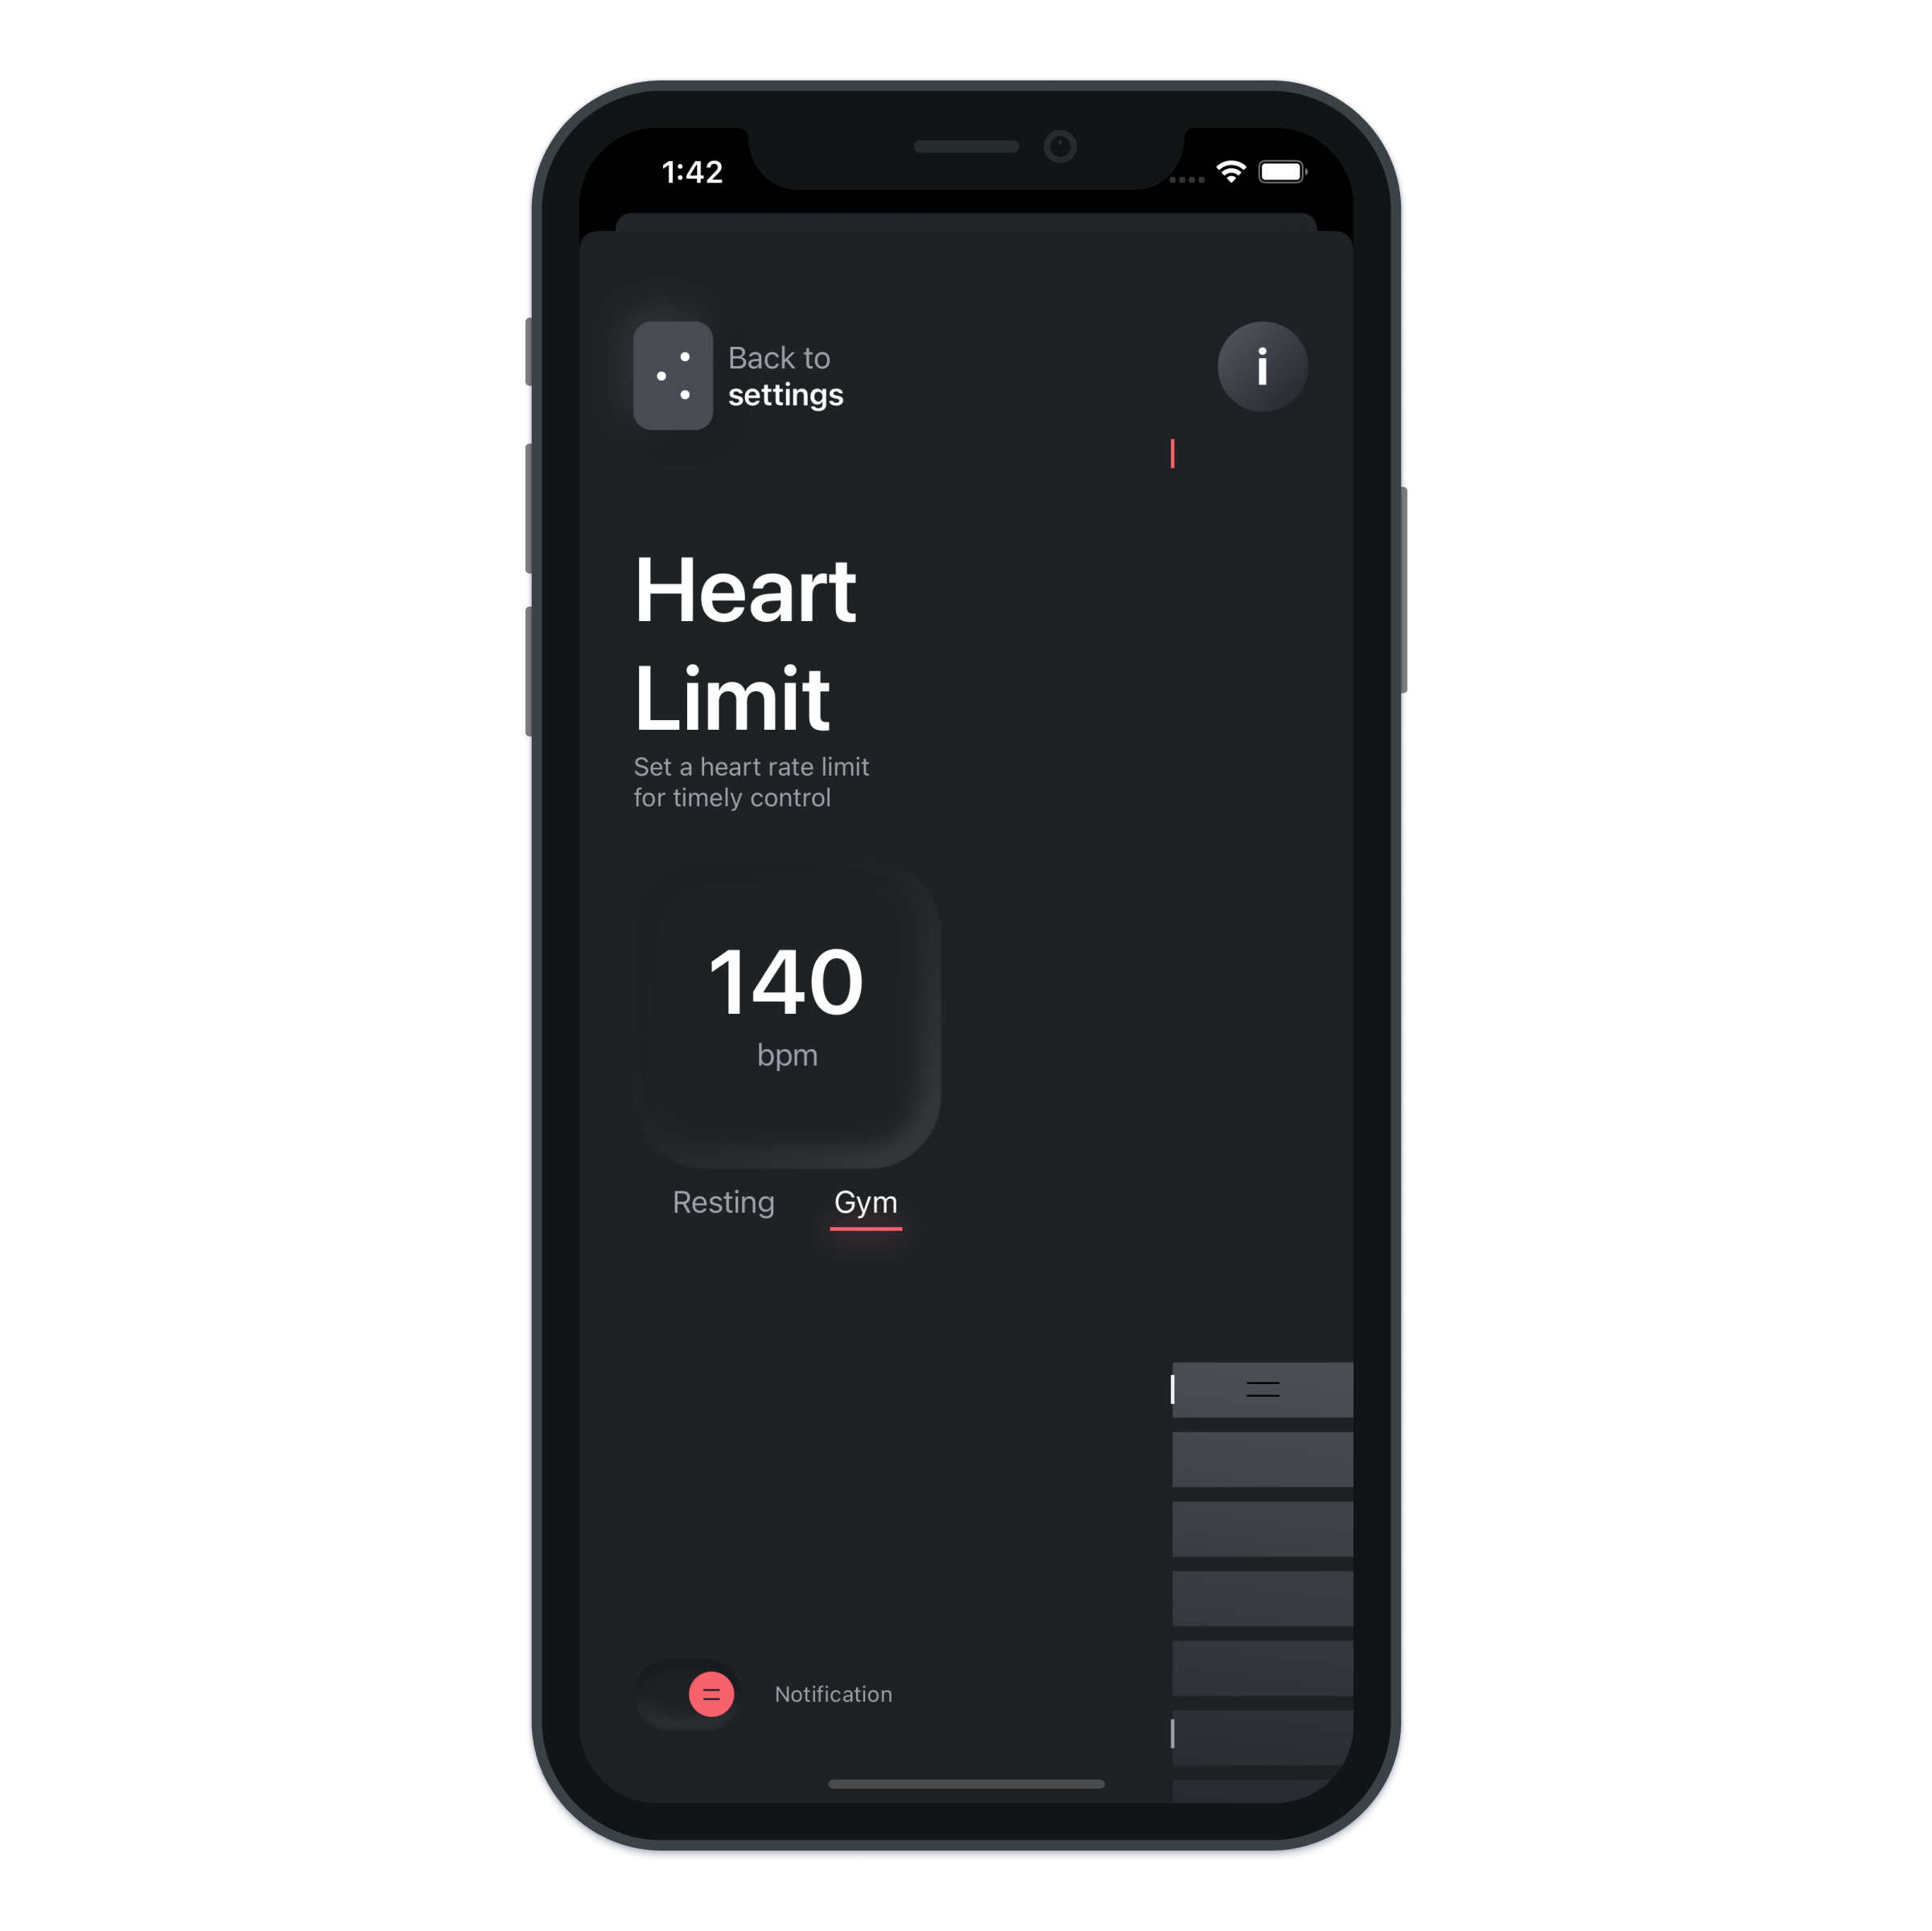 1:42
Back to
settings
i
Heart
Limit
Set a heart rate limit
for timely control
140
bpm
Resting Gym
Notification